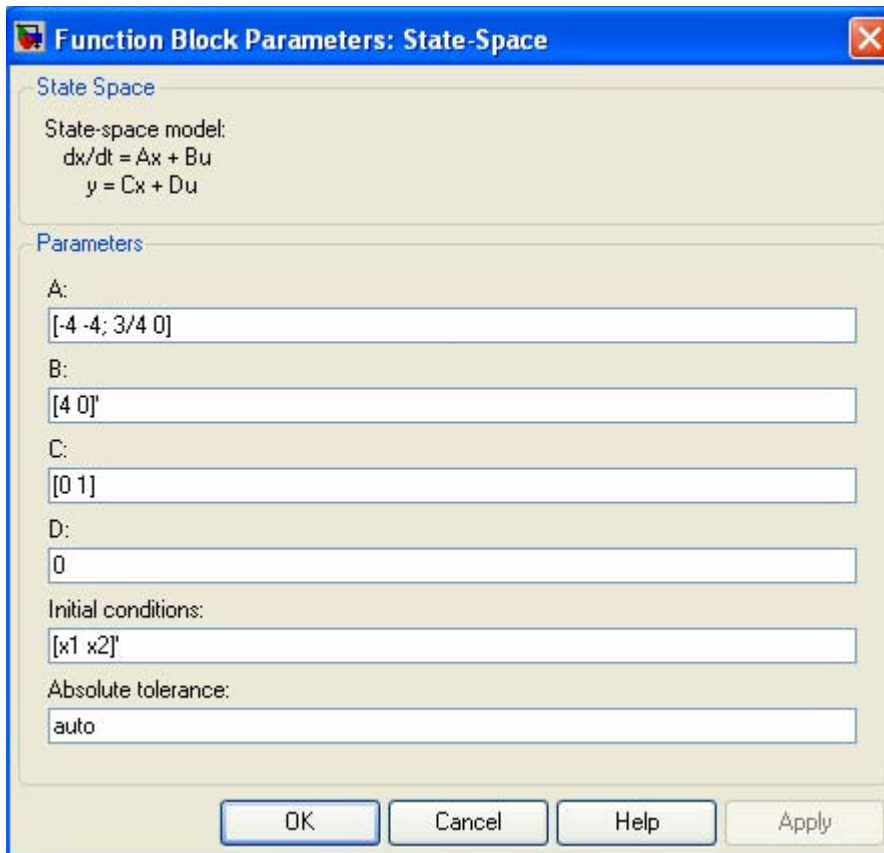 Function Block Parameters: State-Space
State Space
State-space model:
dx/dt = Ax + Bu
y = Cx + Du
Parameters
A:
[-4 -4; 3/4 0]
B:
[4 0]'
C:
[0 1]
D:
0
Initial conditions:
[x1 x2]'
Absolute tolerance:
auto
OK Cancel Help Apply